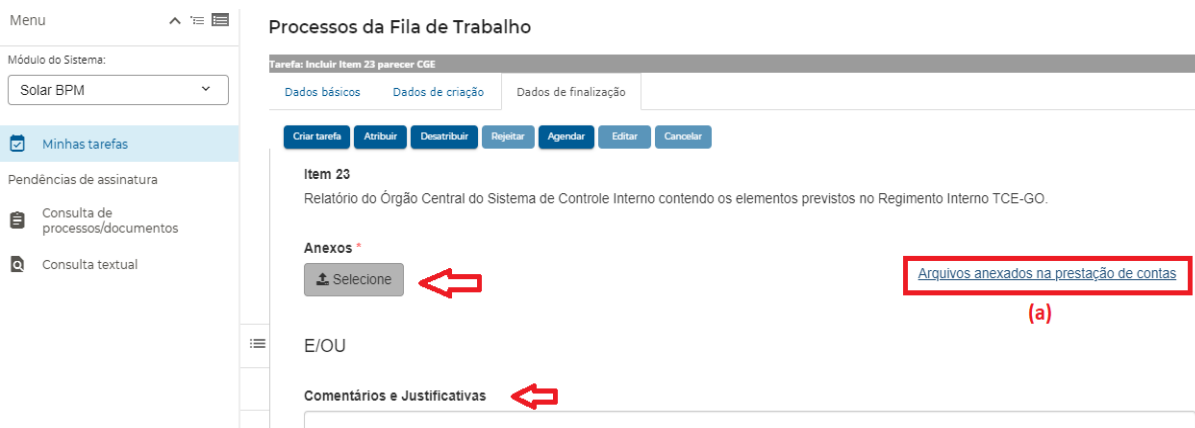 Menu
Módulo do Sistema:
Solar BPM
Minhas tarefas
Pendências de assinatura
Consulta de
processos/documentos
Consulta textual
Processos da Fila de Trabalho
Tarefa: Incluir Item 23 parecer CGE
Dados básicos Dados de criação Dados de finalização
Criar tarefa Atribuir Desatribuir Rejeitar Agendar Editar Cancelar
Item 23
Relatório do Órgão Central do Sistema de Controle Interno contendo os elementos previstos no Regimento Interno TCE-GO.
Anexos *
Selecione
Arquivos anexados na prestação de contas
(a)
E/OU
Comentários e Justificativas